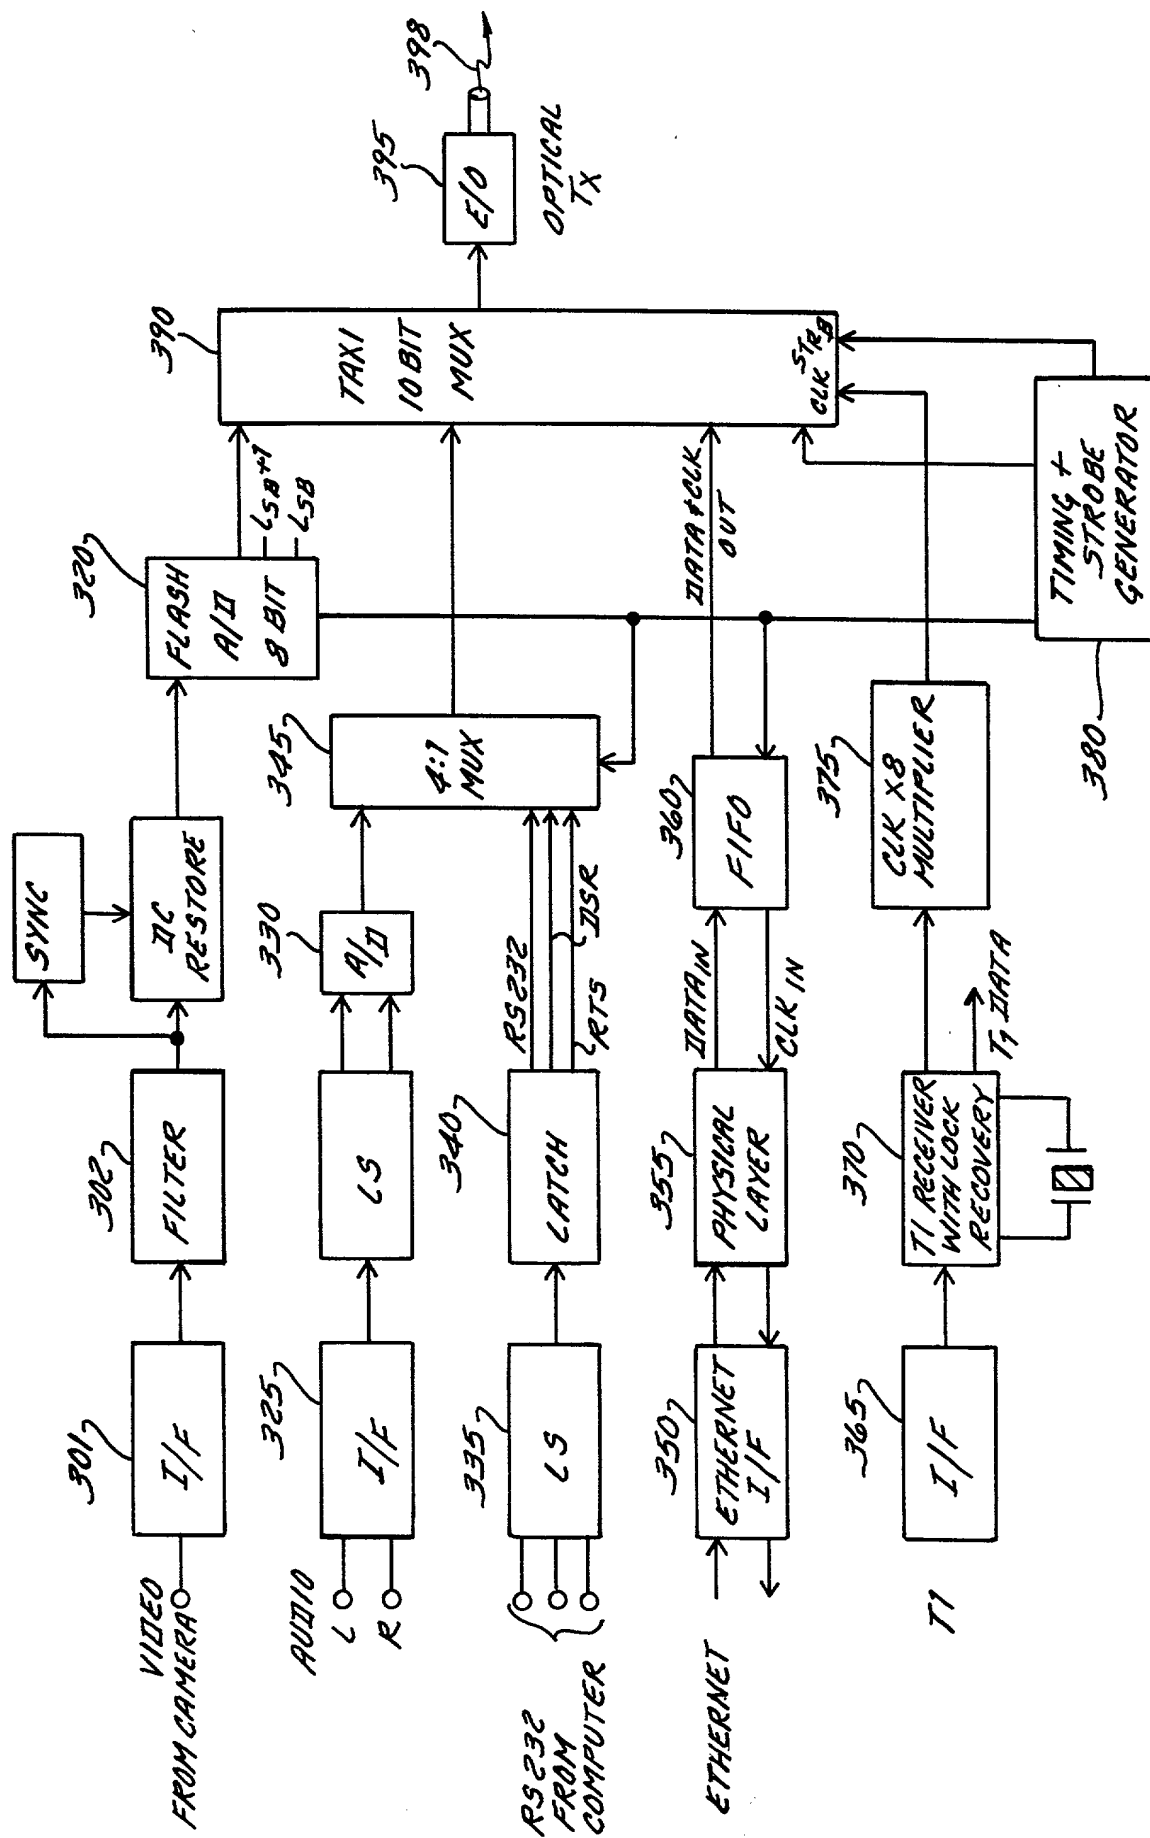 VIDEO
FROM CAMERA
301
I/F
302
FILTER
SYNC
DC
RESTORE
320
FLASH
A/D
8 BIT
LSB+1
LSB
AUDIO
L
R
325
I/F
LS
330
A/D
345
4:1
MUX
RS232
FROM
COMPUTER
335
LS
340
LATCH
RS232
DSR
RTS
ETHERNET
350
ETHERNET
I/F
355
PHYSICAL
LAYER
DATA IN
CLK IN
360
FIFO
DATA+CLK
OUT
T1
365
I/F
370
T1 RECEIVER
WITH LOCK
RECOVERY
T1 DATA
375
CLK X8
MULTIPLIER
380
TIMING +
STROBE
GENERATOR
390
TAXI
10 BIT
MUX
CLK
STRB
395
E/O
398
OPTICAL
TX